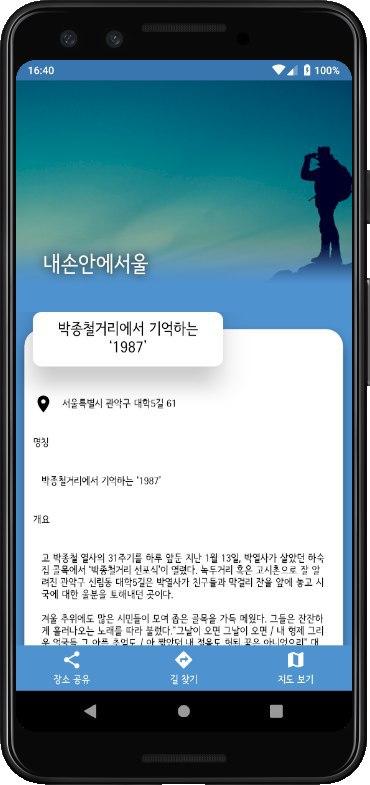 16:40
100%
내손안에서울
박종철거리에서 기억하는
'1987'
서울특별시 관악구 대학5길 61
명칭
박종철거리에서 기억하는 '1987'
개요
고 박종철 열사의 31주기를 하루 앞둔 지난 1월 13일, 박열사가 살았던 하숙
집 골목에서 "박종철거리 선포식"이 열렸다. 녹두거리 혹은 고시촌으로 잘 알
려진 관악구 신림동 대학5길은 박열사가 친구들과 막걸리 잔을 앞에 놓고 시
국에 대한 울분을 토해내던 곳이다.
겨울 추위에도 많은 시민들이 모여 좁은 골목을 가득 메웠다. 그들은 잔잔하
게 흘러나오는 노래를 따라 불렀다."그날이 오면 그날이 오면 / 내 형제 그리
운 얼굴들 그 아픈 추억도 / 아 짧았던 내 젊음도 헛된 꿈은 아니었으리" 대
장소 공유
길 찾기
지도 보기